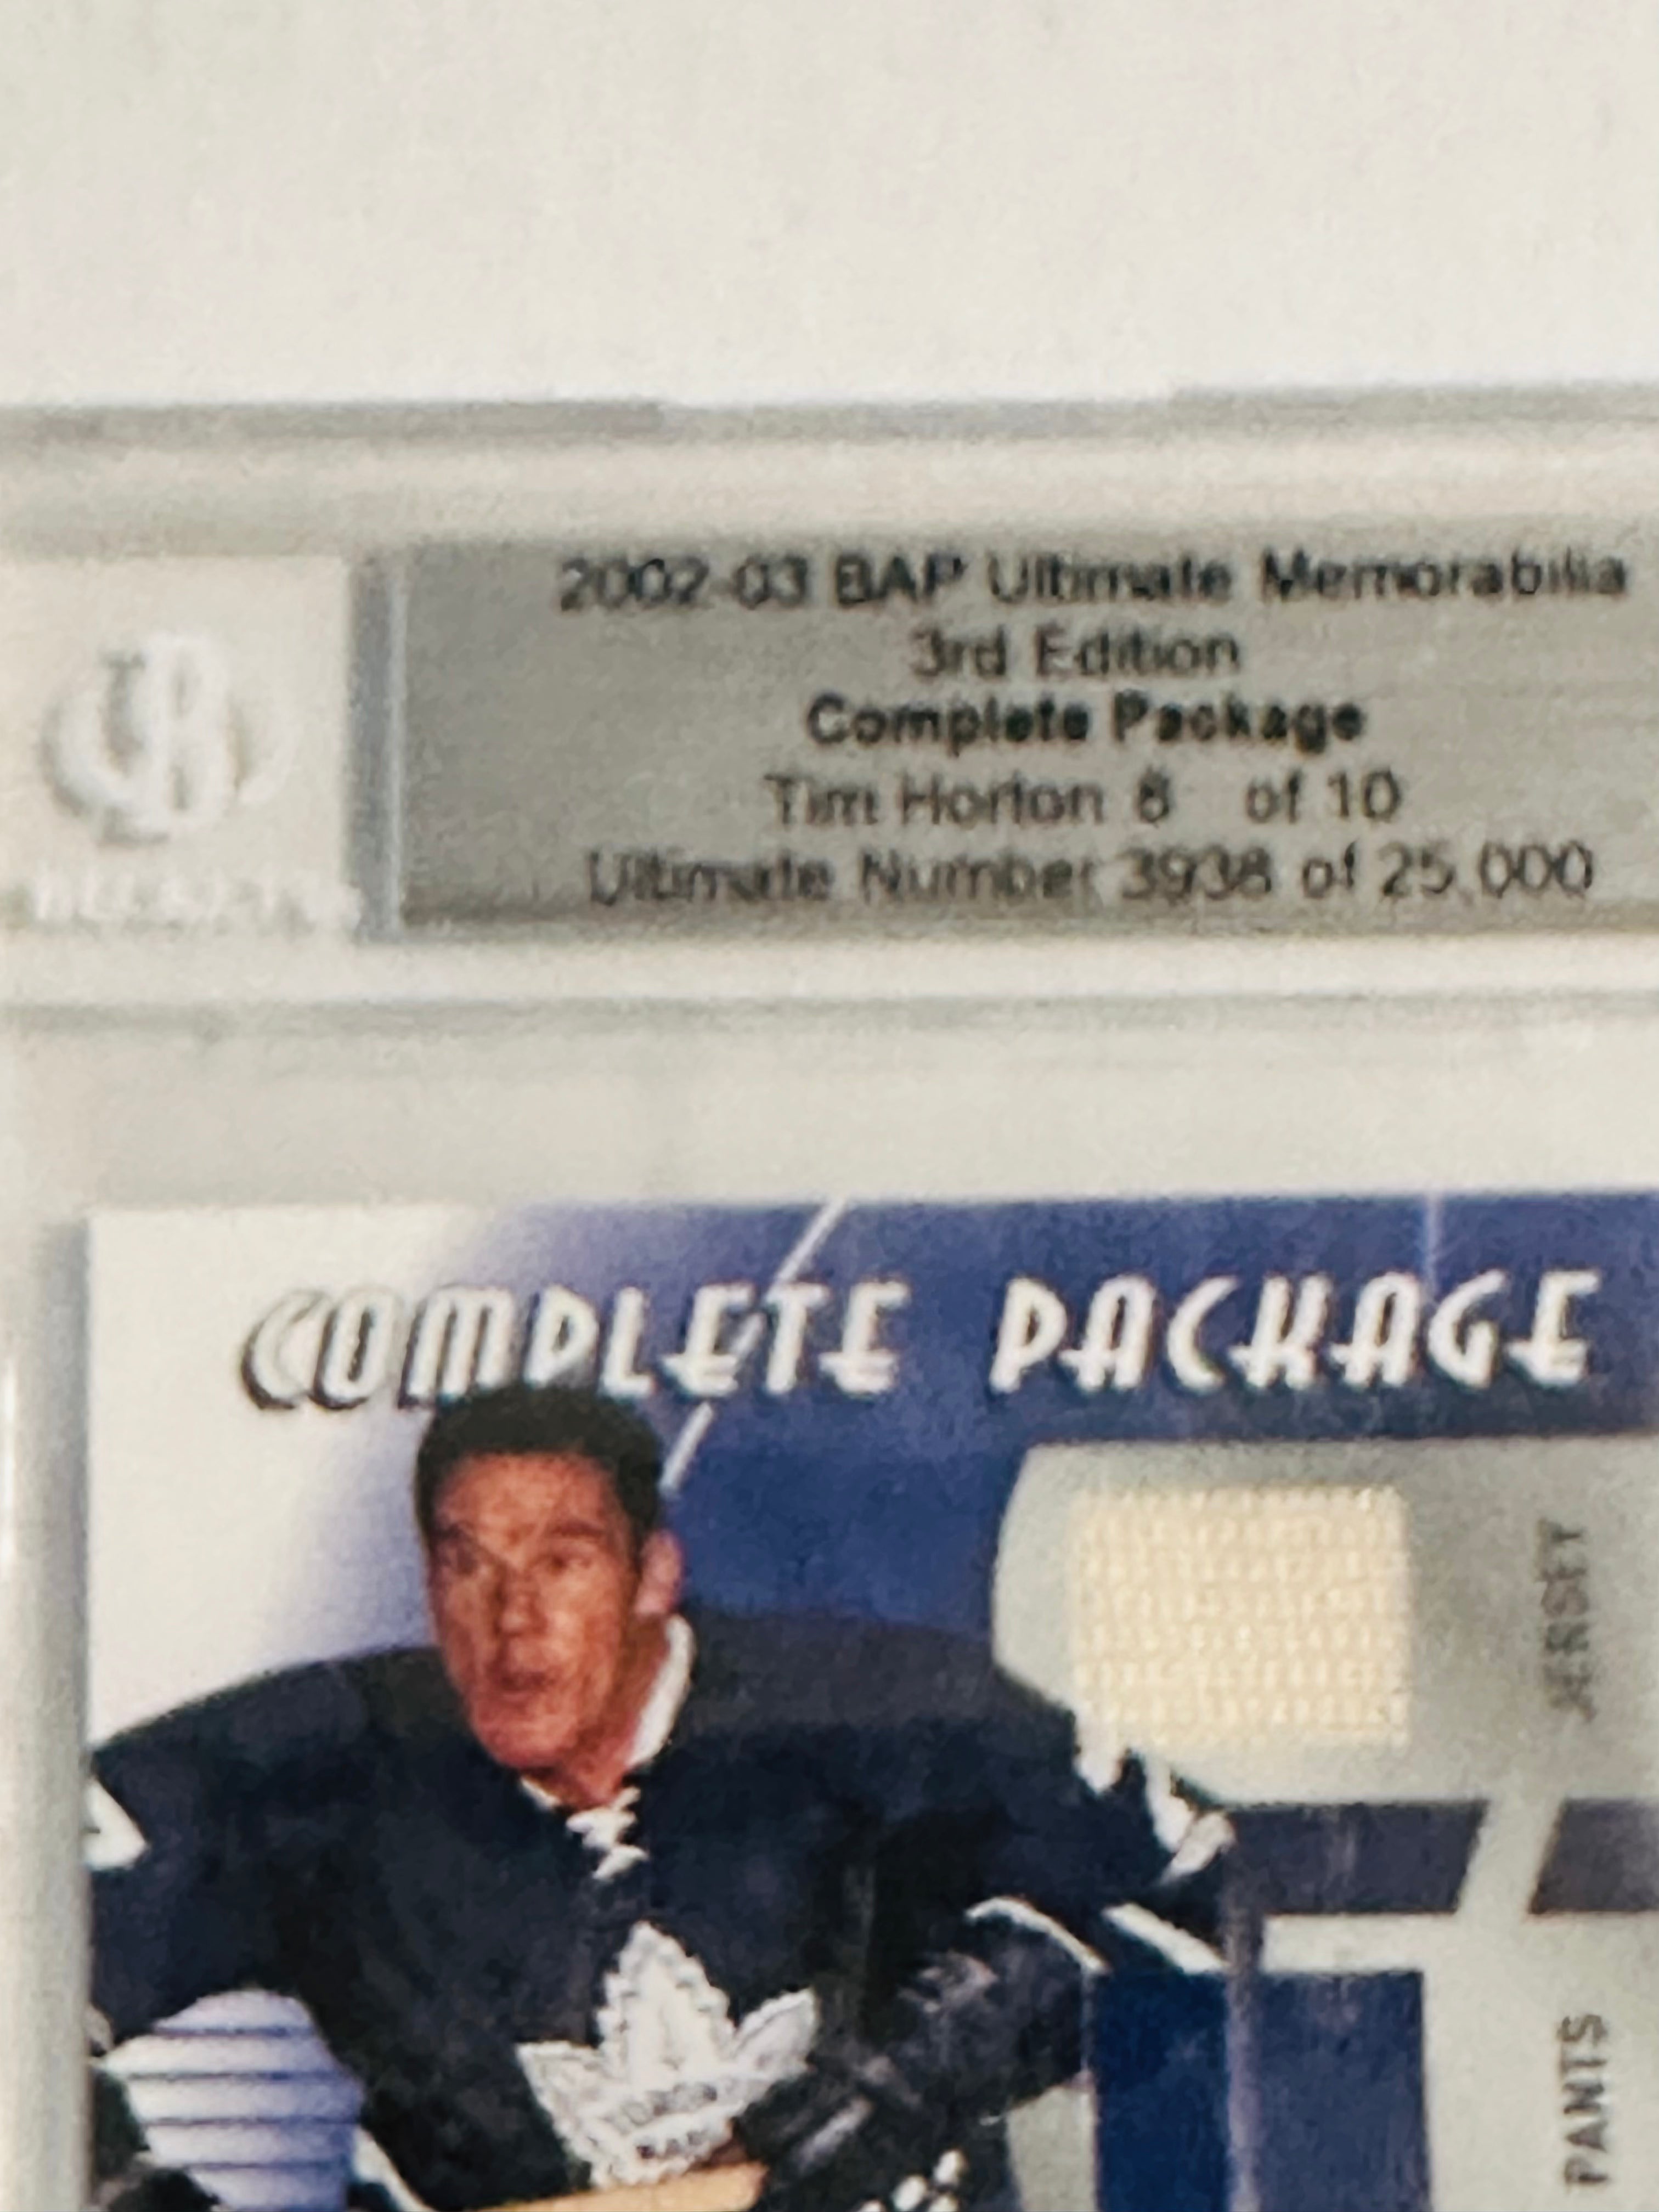 2002-03 BAP Ultimate Memorabilia
3rd Edition
Complete Package
Tim Horton 8 of 10
Ultimate Number 3938 of 25,000
COMPLETE PACKAGE
JERSEY
TORONTO
PANTS